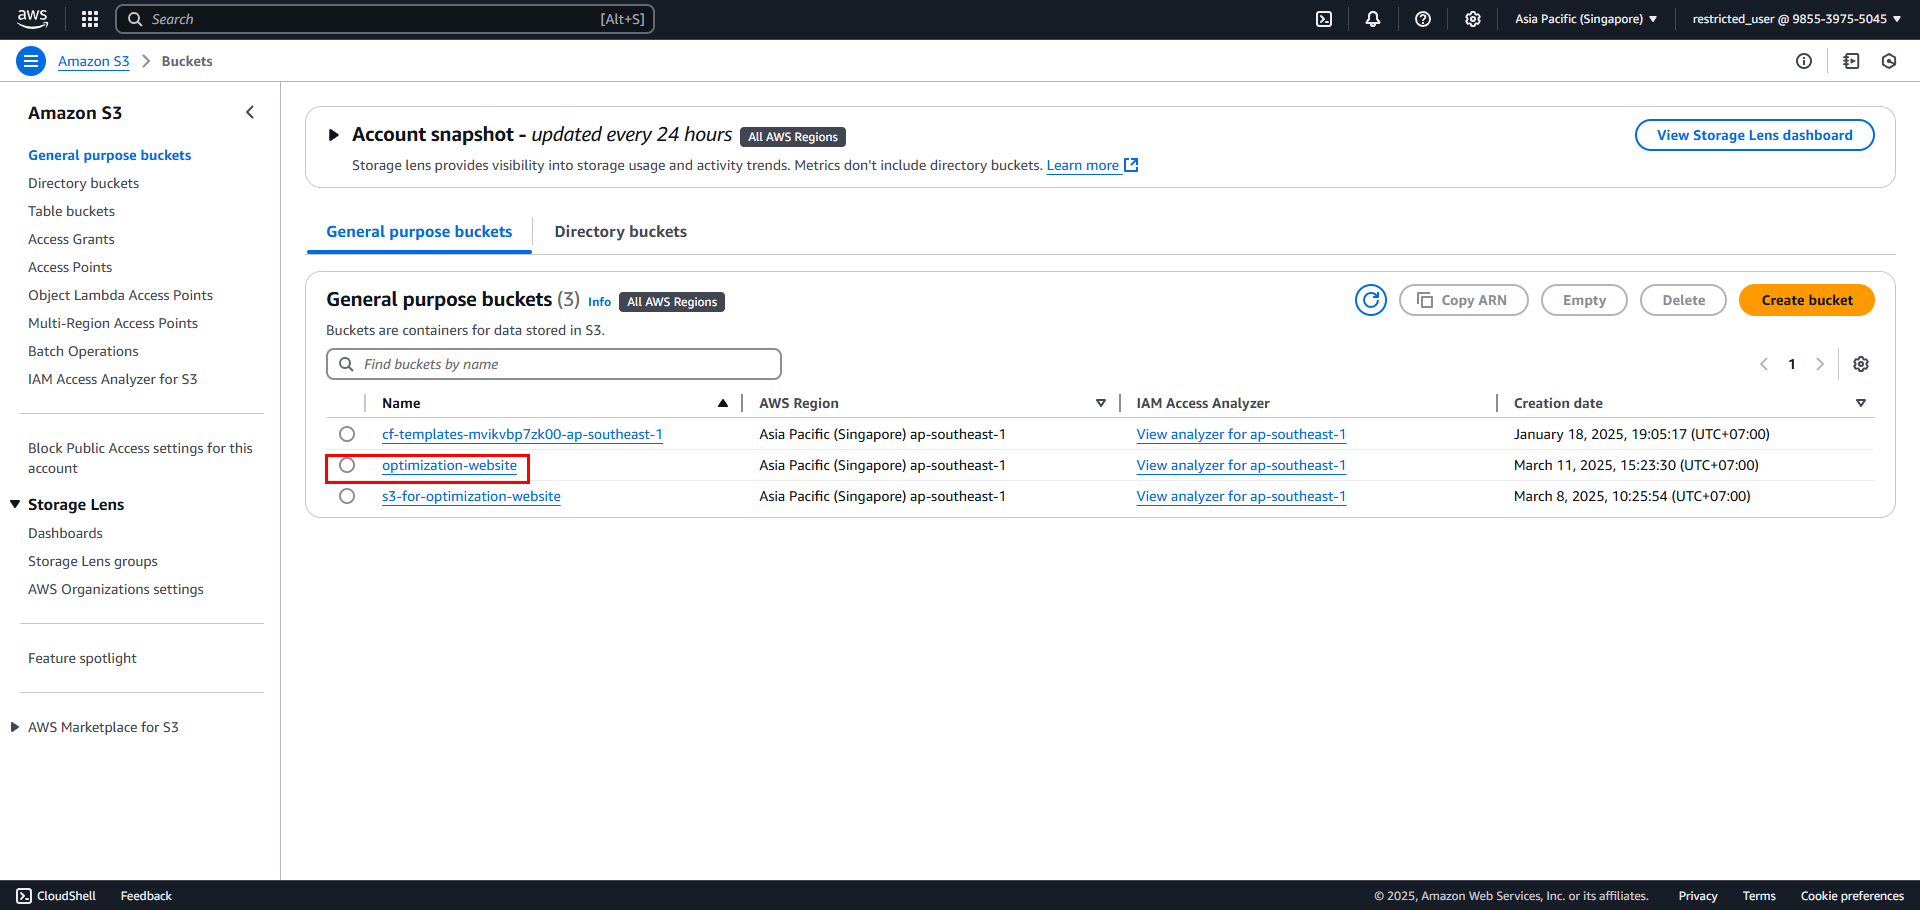 aws
Search [Alt+S]
Asia Pacific (Singapore)
restricted_user @ 9855-3975-5045
Amazon S3
Buckets
Amazon S3
General purpose buckets
Directory buckets
Table buckets
Access Grants
Access Points
Object Lambda Access Points
Multi-Region Access Points
Batch Operations
IAM Access Analyzer for S3
Block Public Access settings for this
account
Storage Lens
Dashboards
Storage Lens groups
AWS Organizations settings
Feature spotlight
AWS Marketplace for S3
Account snapshot - updated every 24 hours All AWS Regions
View Storage Lens dashboard
Storage lens provides visibility into storage usage and activity trends. Metrics don't include directory buckets. Learn more
General purpose buckets Directory buckets
General purpose buckets (3) Info All AWS Regions
Copy ARN Empty Delete Create bucket
Buckets are containers for data stored in S3.
Find buckets by name
1
Name AWS Region IAM Access Analyzer Creation date
cf-templates-mvikvbp7zk00-ap-southeast-1 Asia Pacific (Singapore) ap-southeast-1 View analyzer for ap-southeast-1 January 18, 2025, 19:05:17 (UTC+07:00)
optimization-website Asia Pacific (Singapore) ap-southeast-1 View analyzer for ap-southeast-1 March 11, 2025, 15:23:30 (UTC+07:00)
s3-for-optimization-website Asia Pacific (Singapore) ap-southeast-1 View analyzer for ap-southeast-1 March 8, 2025, 10:25:54 (UTC+07:00)
CloudShell Feedback © 2025, Amazon Web Services, Inc. or its affiliates. Privacy Terms Cookie preferences